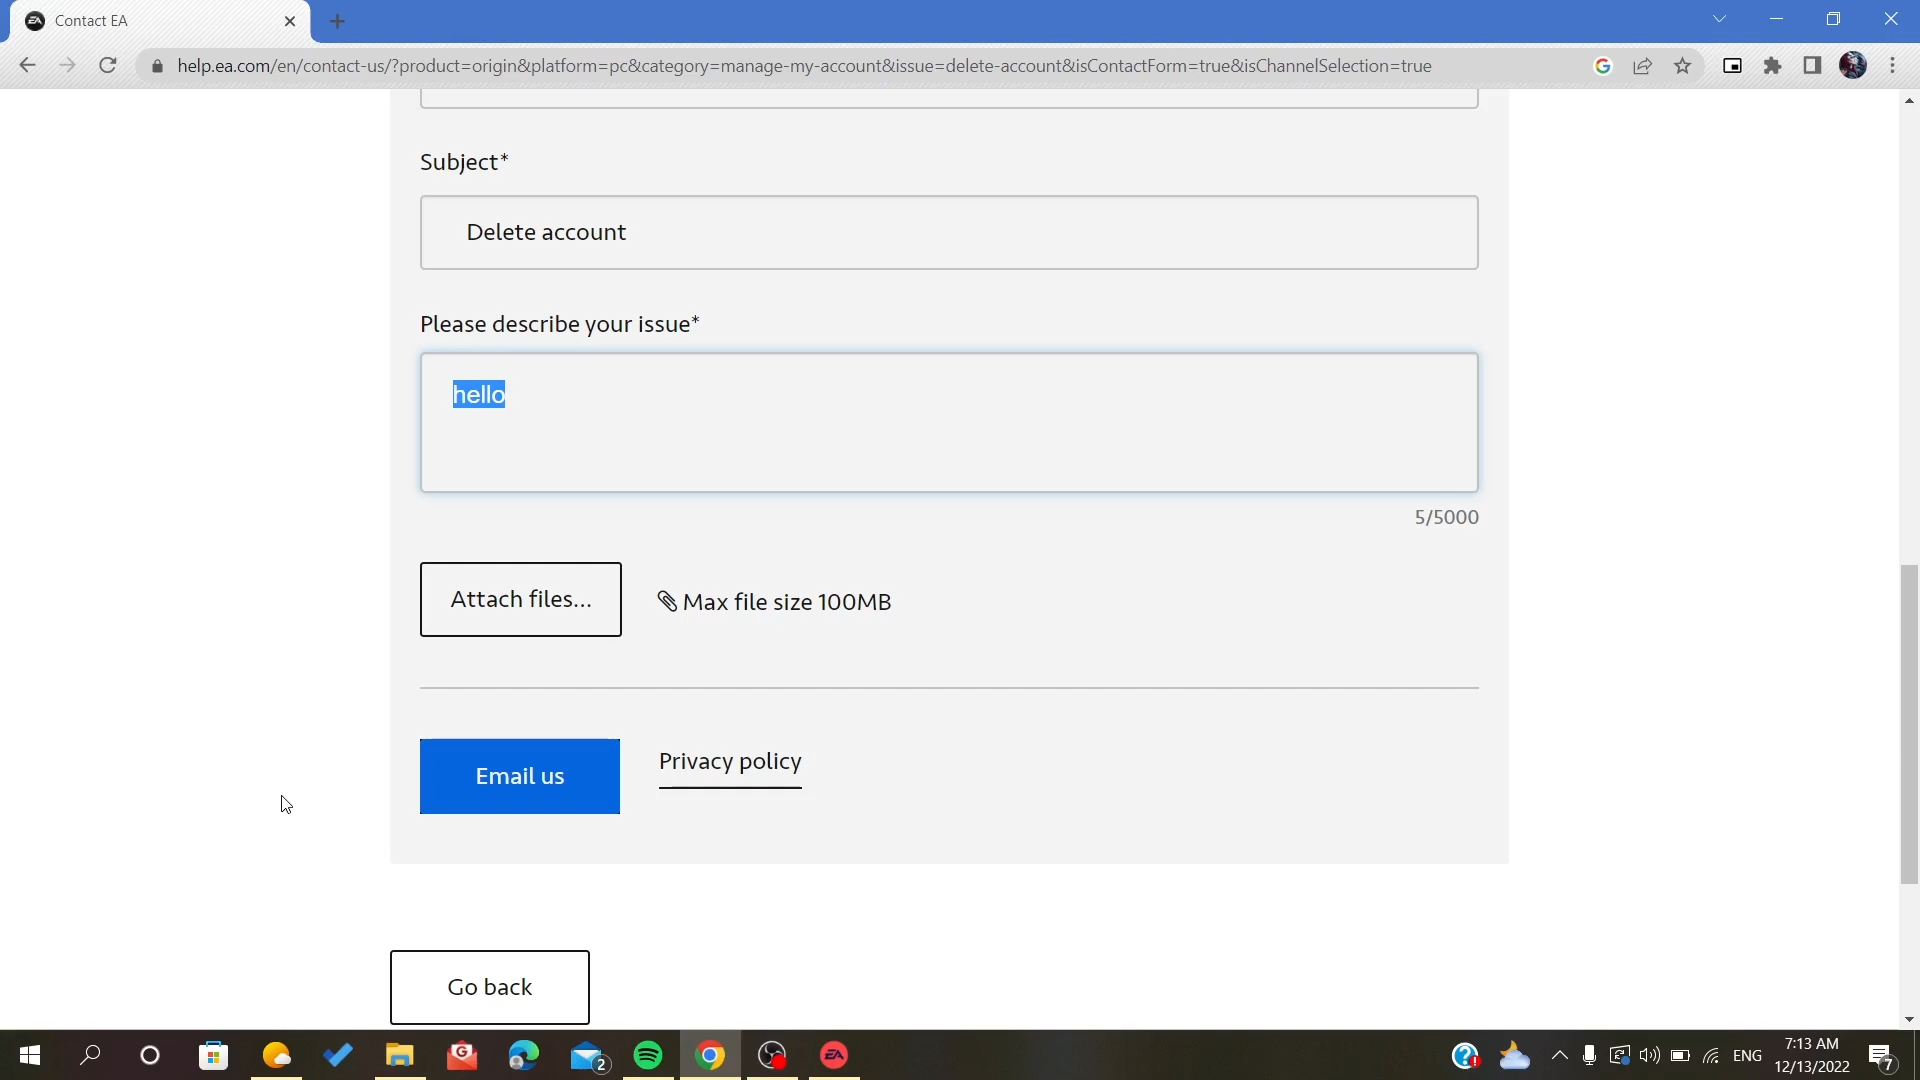 Contact EA
help.ea.com/en/contact-us/?product=origin&platform=pc&category=manage-my-account&issue=delete-account&isContactForm=true&isChannelSelection=true
Subject*
Delete account
Please describe your issue*
hello
5/5000
Attach files...
Max file size 100MB
Email us
Privacy policy
Go back
2
ENG
7:13 AM
12/13/2022
7